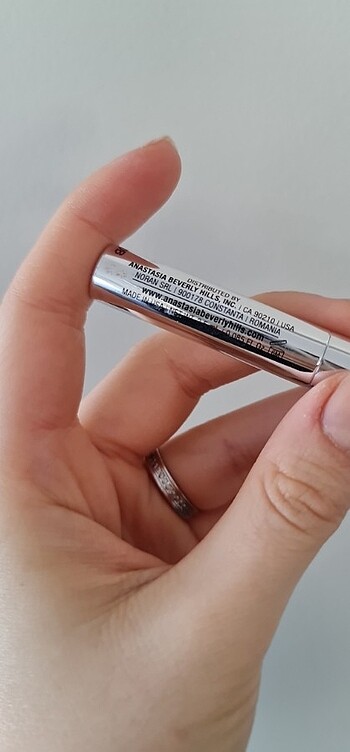 8
DISTRIBUTED BY
ANASTASIA BEVERLY HILLS, INC. | CA 90210 | USA
NORAN SRL | 900178 CONSTANTA | ROMANIA
www.anastasiabeverlyhills.com
MADE IN